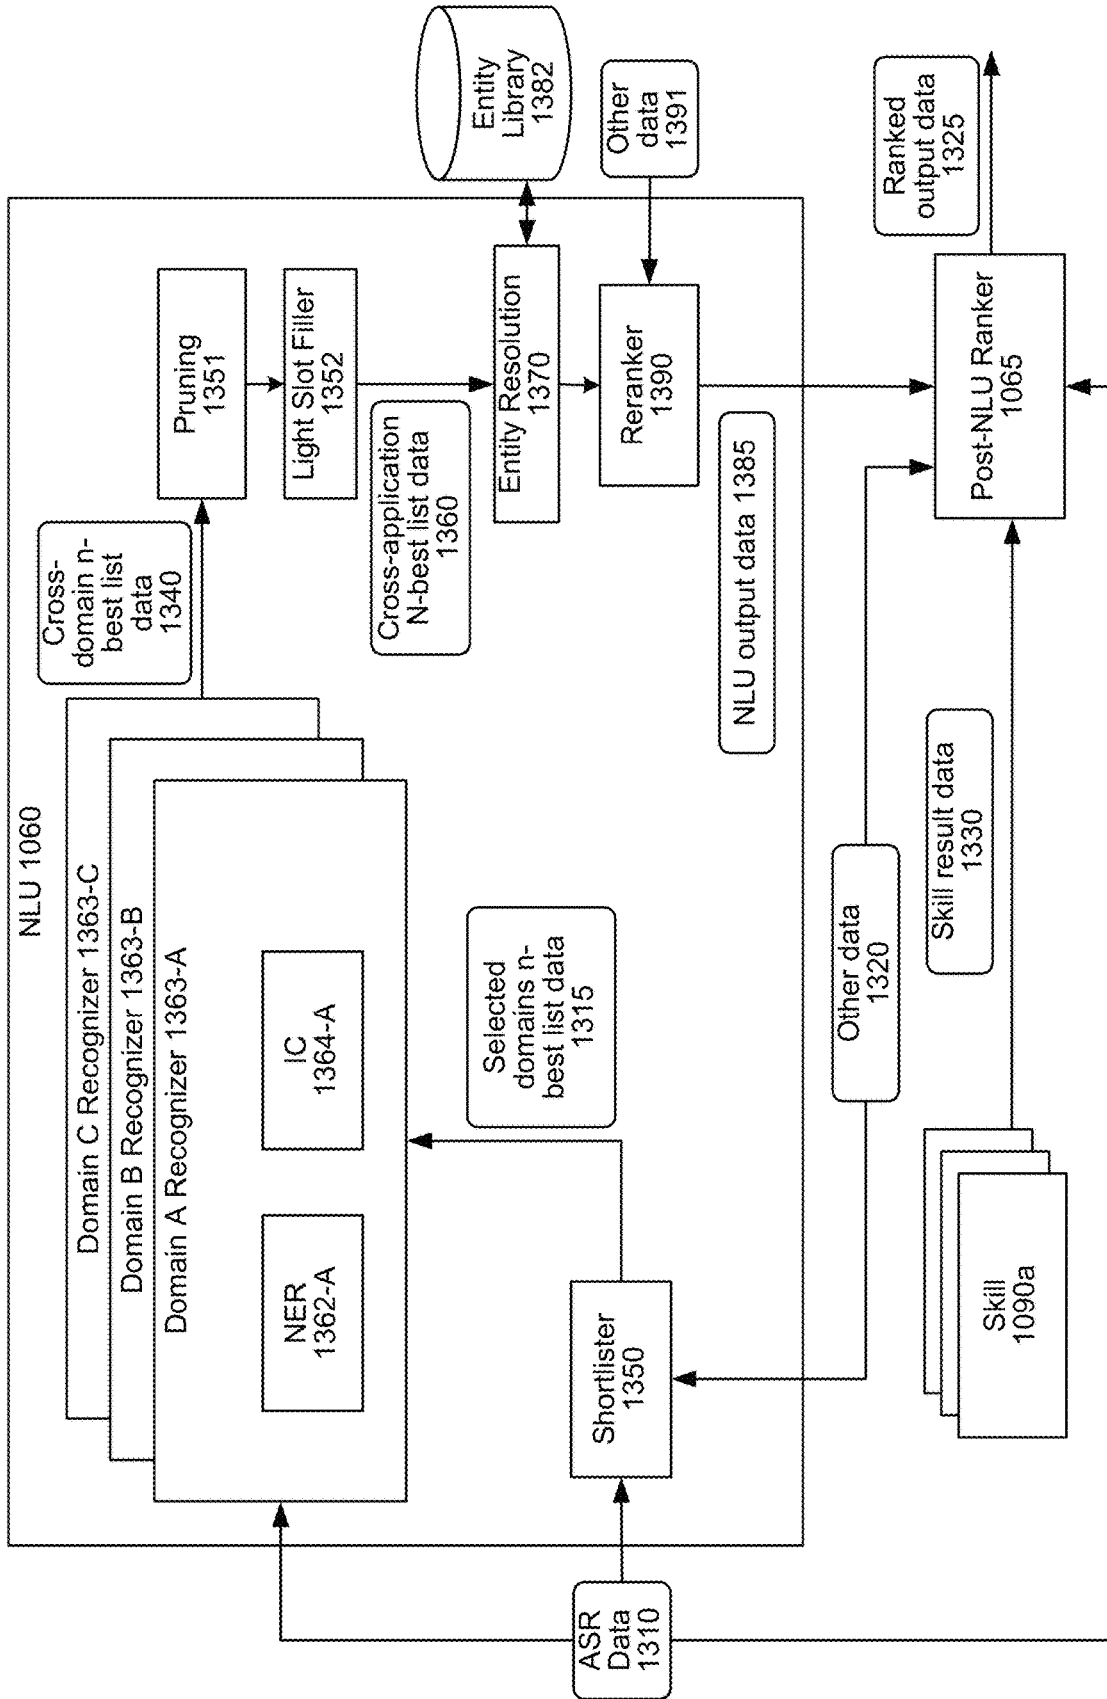 NLU 1060
Domain C Recognizer 1363-C
Domain B Recognizer 1363-B
Domain A Recognizer 1363-A
NER
1362-A
IC
1364-A
Cross-
domain n-
best list
data
1340
Pruning
1351
Light Slot Filler
1352
Cross-application
N-best list data
1360
Entity Resolution
1370
Entity
Library
1382
Reranker
1390
Other
data
1391
Selected
domains n-
best list data
1315
Shortlister
1350
ASR
Data
1310
NLU output data 1385
Other data
1320
Skill result data
1330
Skill
1090a
Post-NLU Ranker
1065
Ranked
output data
1325